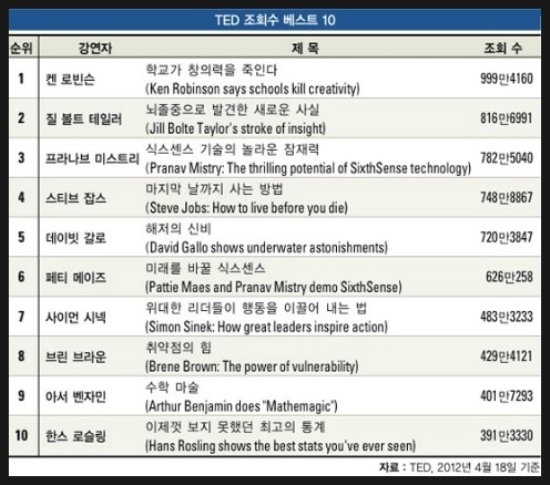 TED 조회수 베스트 10
순위 강연자 제 목 조회 수
1 켄 로빈슨 학교가 창의력을 죽인다 999만4160
(Ken Robinson says schools kill creativity)
2 질 볼트 테일러 뇌졸중으로 발견한 새로운 사실 816만6991
(Jill Bolte Taylor's stroke of insight)
3 프라나브 미스트리 식스센스 기술의 놀라운 잠재력 782만5040
(Pranav Mistry: The thrilling potential of SixthSense technology)
4 스티브 잡스 마지막 날까지 사는 방법 748만8867
(Steve Jobs: How to live before you die)
5 데이빗 갈로 해저의 신비 720만3847
(David Gallo shows underwater astonishments)
6 페티 메이즈 미래를 바꿀 식스센스 626만258
(Pattie Maes and Pranav Mistry demo SixthSense)
7 사이먼 시넥 위대한 리더들이 행동을 이끌어 내는 법 483만3233
(Simon Sinek: How great leaders inspire action)
8 브린 브라운 취약점의 힘 429만4121
(Brene Brown: The power of vulnerability)
9 아서 벤자민 수학 마술 401만7293
(Arthur Benjamin does "Mathemagic")
10 한스 로슬링 이제껏 보지 못했던 최고의 통계 391만3330
(Hans Rosling shows the best stats you've ever seen)
자료 : TED, 2012년 4월 18일 기준